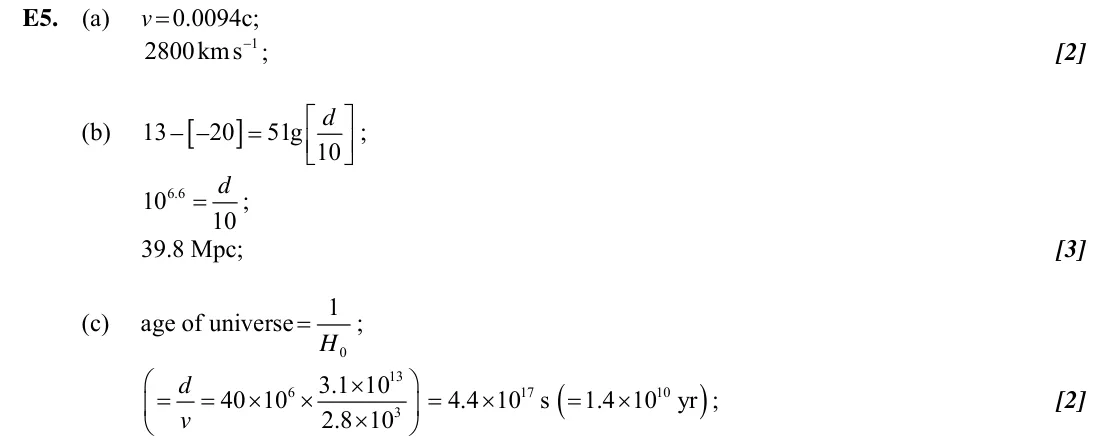 E5. (a) v=0.0094c;
2800 km s⁻¹; [2]
(b) 13–[–20]=51g[d/10];
10^6.6 = d/10;
39.8 Mpc; [3]
(c) age of universe= 1/H₀;
(= d/v = 40×10⁶× 3.1×10¹³/2.8×10³) = 4.4×10¹⁷ s (=1.4×10¹⁰ yr); [2]